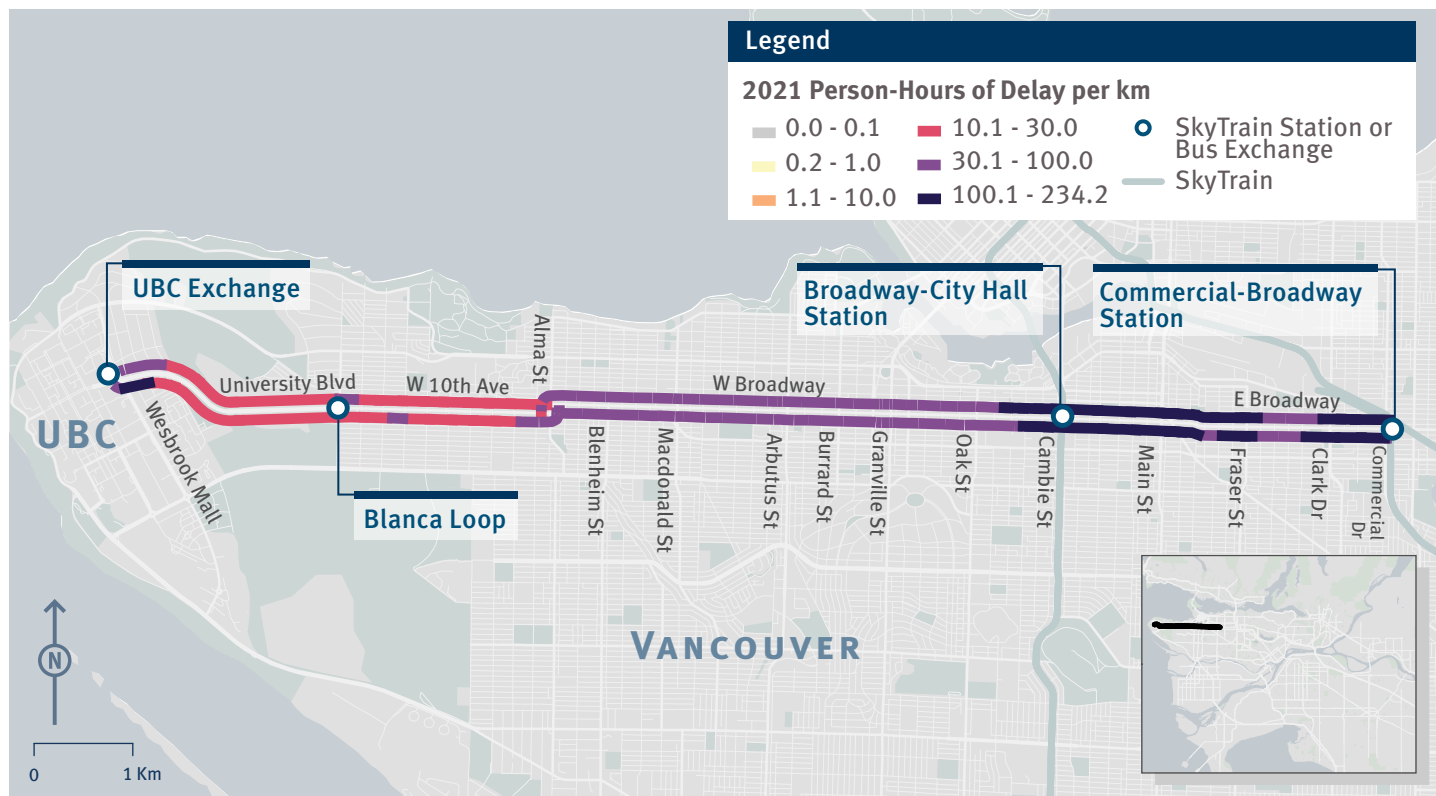 Legend
2021 Person-Hours of Delay per km
0.0 - 0.1
0.2 - 1.0
1.1 - 10.0
10.1 - 30.0
30.1 - 100.0
100.1 - 234.2
SkyTrain Station or
Bus Exchange
SkyTrain
UBC Exchange
Broadway-City Hall
Station
Commercial-Broadway
Station
Alma St
University Blvd
W 10th Ave
W Broadway
E Broadway
UBC
Wesbrook Mall
Blanca Loop
Blenheim St
Macdonald St
Arbutus St
Burrard St
Granville St
Oak St
Cambie St
Main St
Fraser St
Clark Dr
Commercial
Dr
VANCOUVER
N
0
1 Km